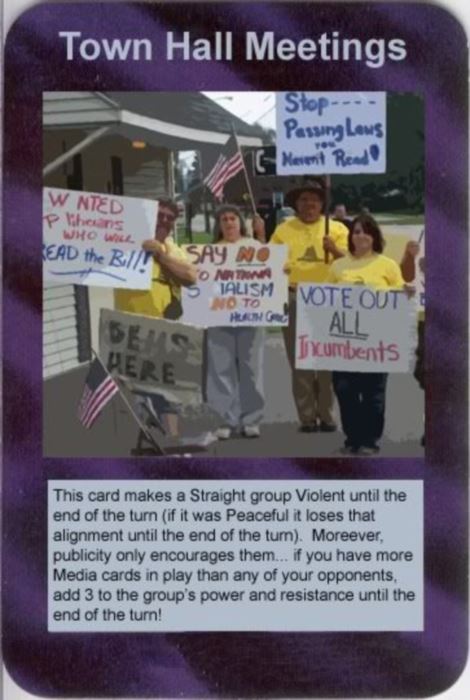 Town Hall Meetings
Stop----
Passing Laws
you
Haven't Read!
W NTED
P liticians
WHO WILL
READ the Bill!
SAY NO
O NATIONA
S IALISM
NO TO
HEALTH Care
VOTE OUT
ALL
Incumbents
HERE
This card makes a Straight group Violent until the
end of the turn (if it was Peaceful it loses that
alignment until the end of the turn). Moreever,
publicity only encourages them... if you have more
Media cards in play than any of your opponents,
add 3 to the group's power and resistance until the
end of the turn!